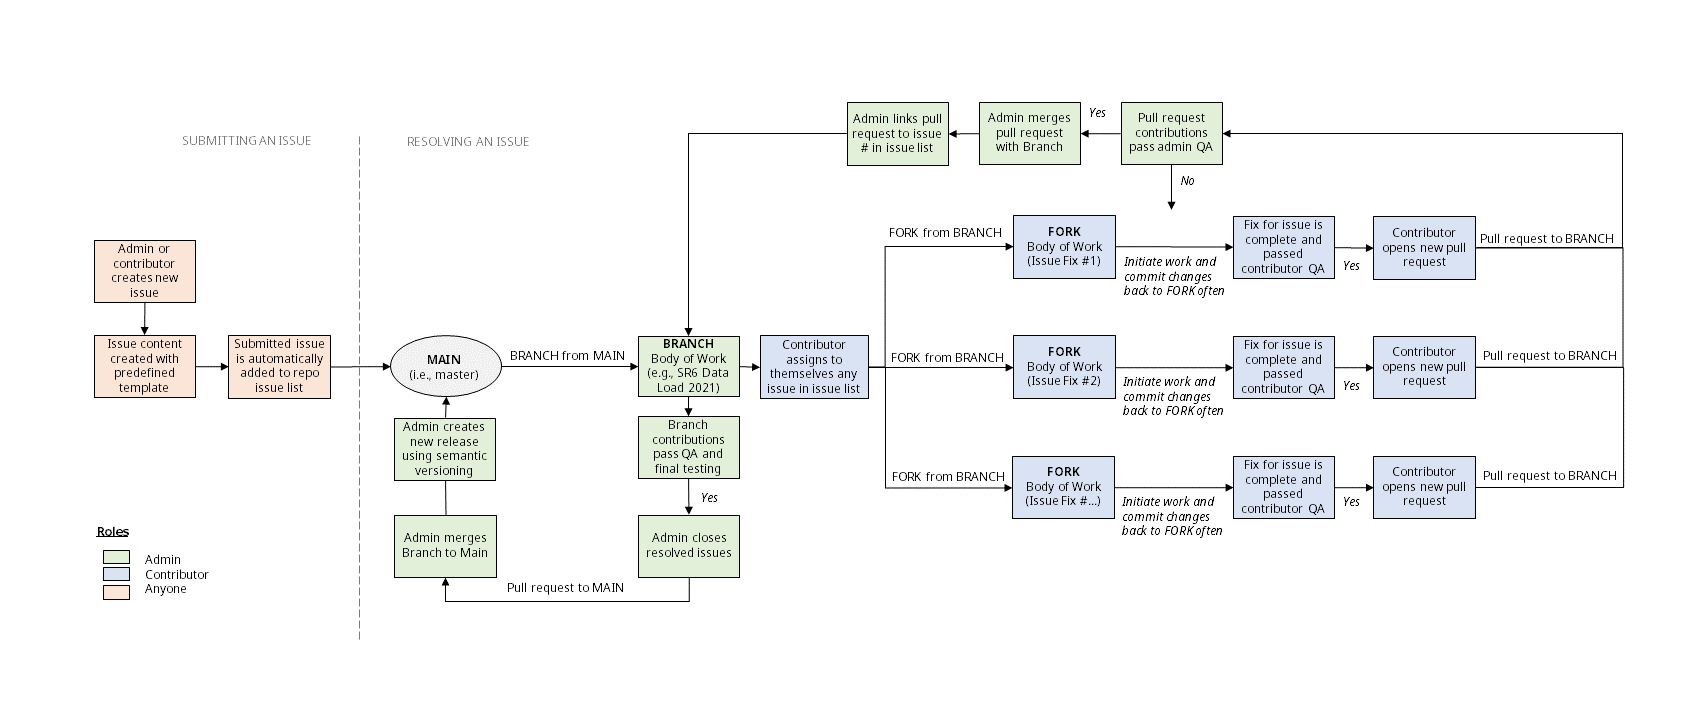 SUBMITTING AN ISSUE
RESOLVING AN ISSUE
Admin or
contributor
creates new
issue
Issue content
created with
predefined
template
Submitted issue
is automatically
added to repo
issue list
MAIN
(i.e., master)
BRANCH from MAIN
BRANCH
Body of Work
(e.g., SR6 Data
Load 2021)
Contributor
assigns to
themselves any
issue in issue list
Admin links pull
request to issue
# in issue list
Admin merges
pull request
with Branch
Yes
Pull request
contributions
pass admin QA
No
FORK from BRANCH
FORK
Body of Work
(Issue Fix #1)
Initiate work and
commit changes
back to FORK often
Fix for issue is
complete and
passed
contributor QA
Yes
Contributor
opens new pull
request
Pull request to BRANCH
FORK from BRANCH
FORK
Body of Work
(Issue Fix #2)
Initiate work and
commit changes
back to FORK often
Fix for issue is
complete and
passed
contributor QA
Yes
Contributor
opens new pull
request
Pull request to BRANCH
FORK from BRANCH
FORK
Body of Work
(Issue Fix #...)
Initiate work and
commit changes
back to FORK often
Fix for issue is
complete and
passed
contributor QA
Yes
Contributor
opens new pull
request
Pull request to BRANCH
Branch
contributions
pass QA and
final testing
Yes
Admin closes
resolved issues
Pull request to MAIN
Admin merges
Branch to Main
Admin creates
new release
using semantic
versioning
Roles
Admin
Contributor
Anyone